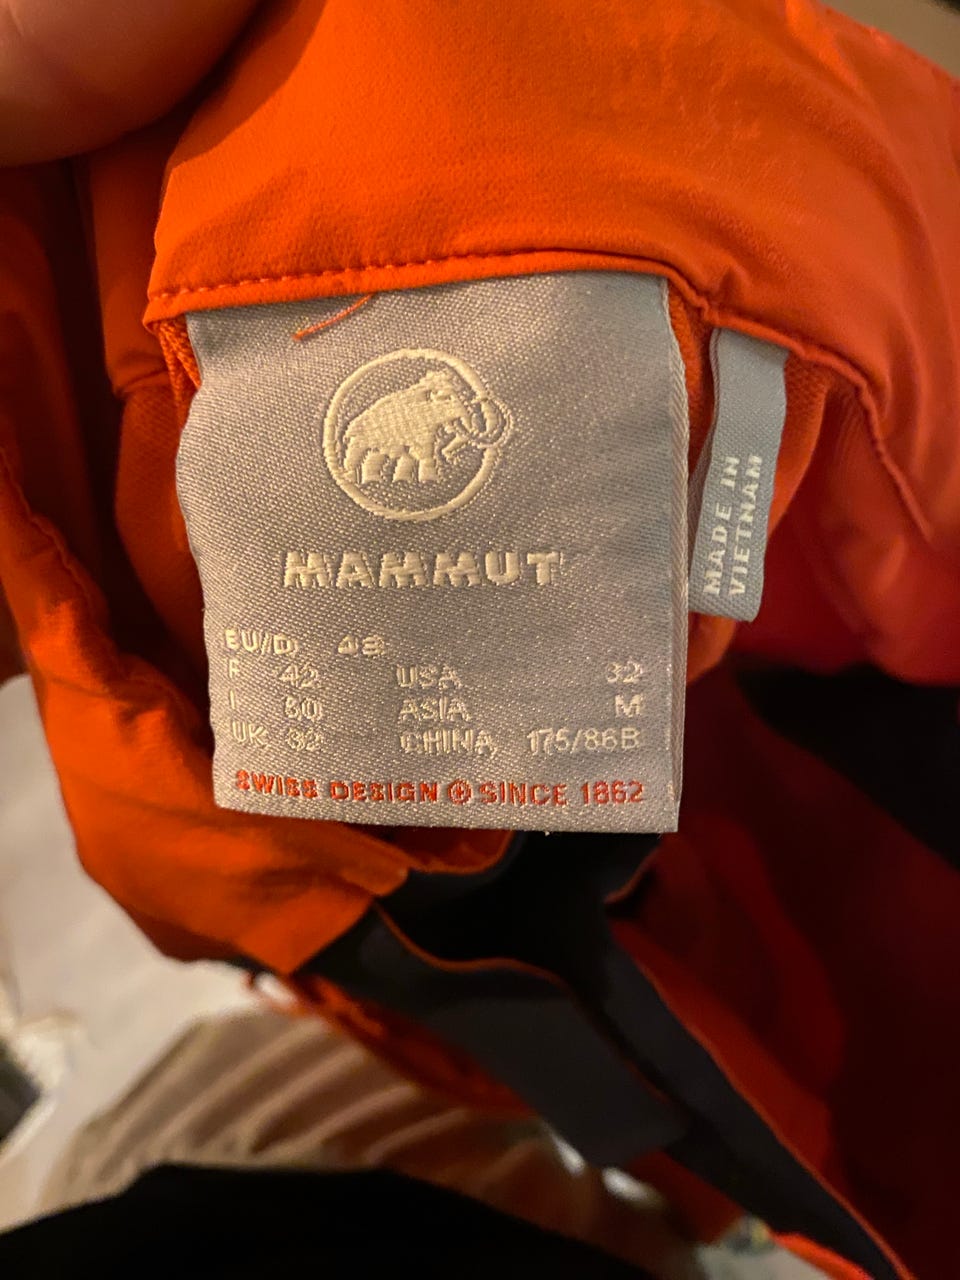 MAMMUT
EU/D 48
F 42 USA 32
I 50 ASIA M
UK 32 CHINA 175/86B
SWISS DESIGN SINCE 1862
MADE IN
VIETNAM